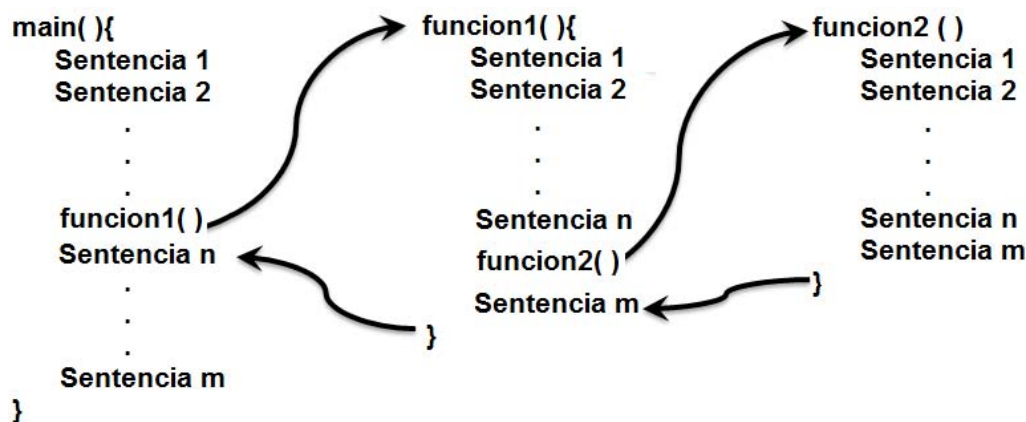 main( ){
Sentencia 1
Sentencia 2
.
.
.
funcion1( )
Sentencia n
.
.
.
Sentencia m
}
funcion1( ){
Sentencia 1
Sentencia 2
.
.
.
Sentencia n
funcion2( )
Sentencia m
}
funcion2 ( )
Sentencia 1
Sentencia 2
.
.
.
Sentencia n
Sentencia m
}